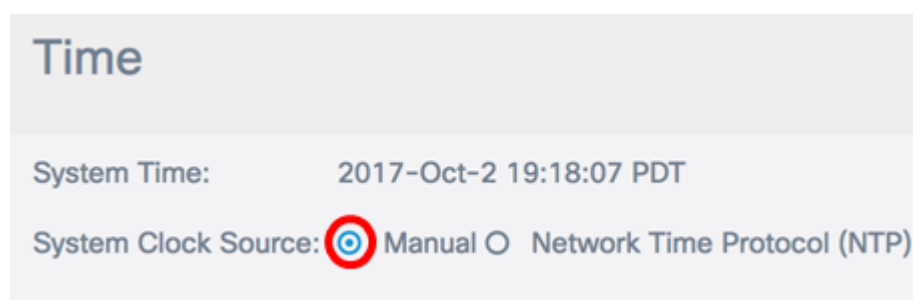 Time
System Time: 2017-Oct-2 19:18:07 PDT
System Clock Source: Manual Network Time Protocol (NTP)